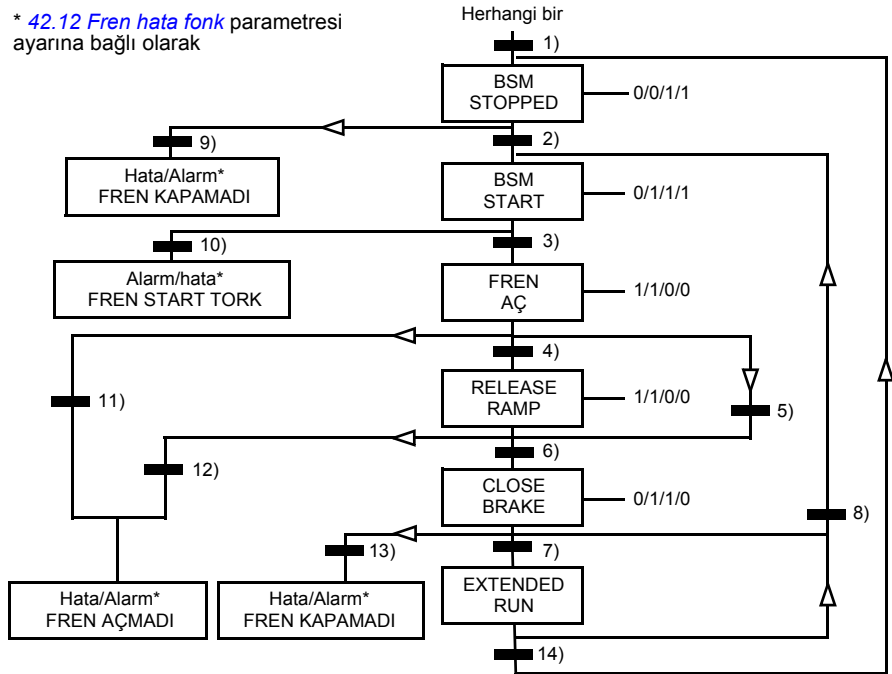 * 42.12 Fren hata fonk parametresi
ayarına bağlı olarak
Herhangi bir
1)
BSM
STOPPED
0/0/1/1
9)
2)
Hata/Alarm*
FREN KAPAMADI
BSM
START
0/1/1/1
10)
3)
Alarm/hata*
FREN START TORK
FREN
AÇ
1/1/0/0
4)
RELEASE
RAMP
1/1/0/0
5)
11)
6)
12)
CLOSE
BRAKE
0/1/1/0
8)
13)
7)
Hata/Alarm*
FREN AÇMADI
Hata/Alarm*
FREN KAPAMADI
EXTENDED
RUN
14)